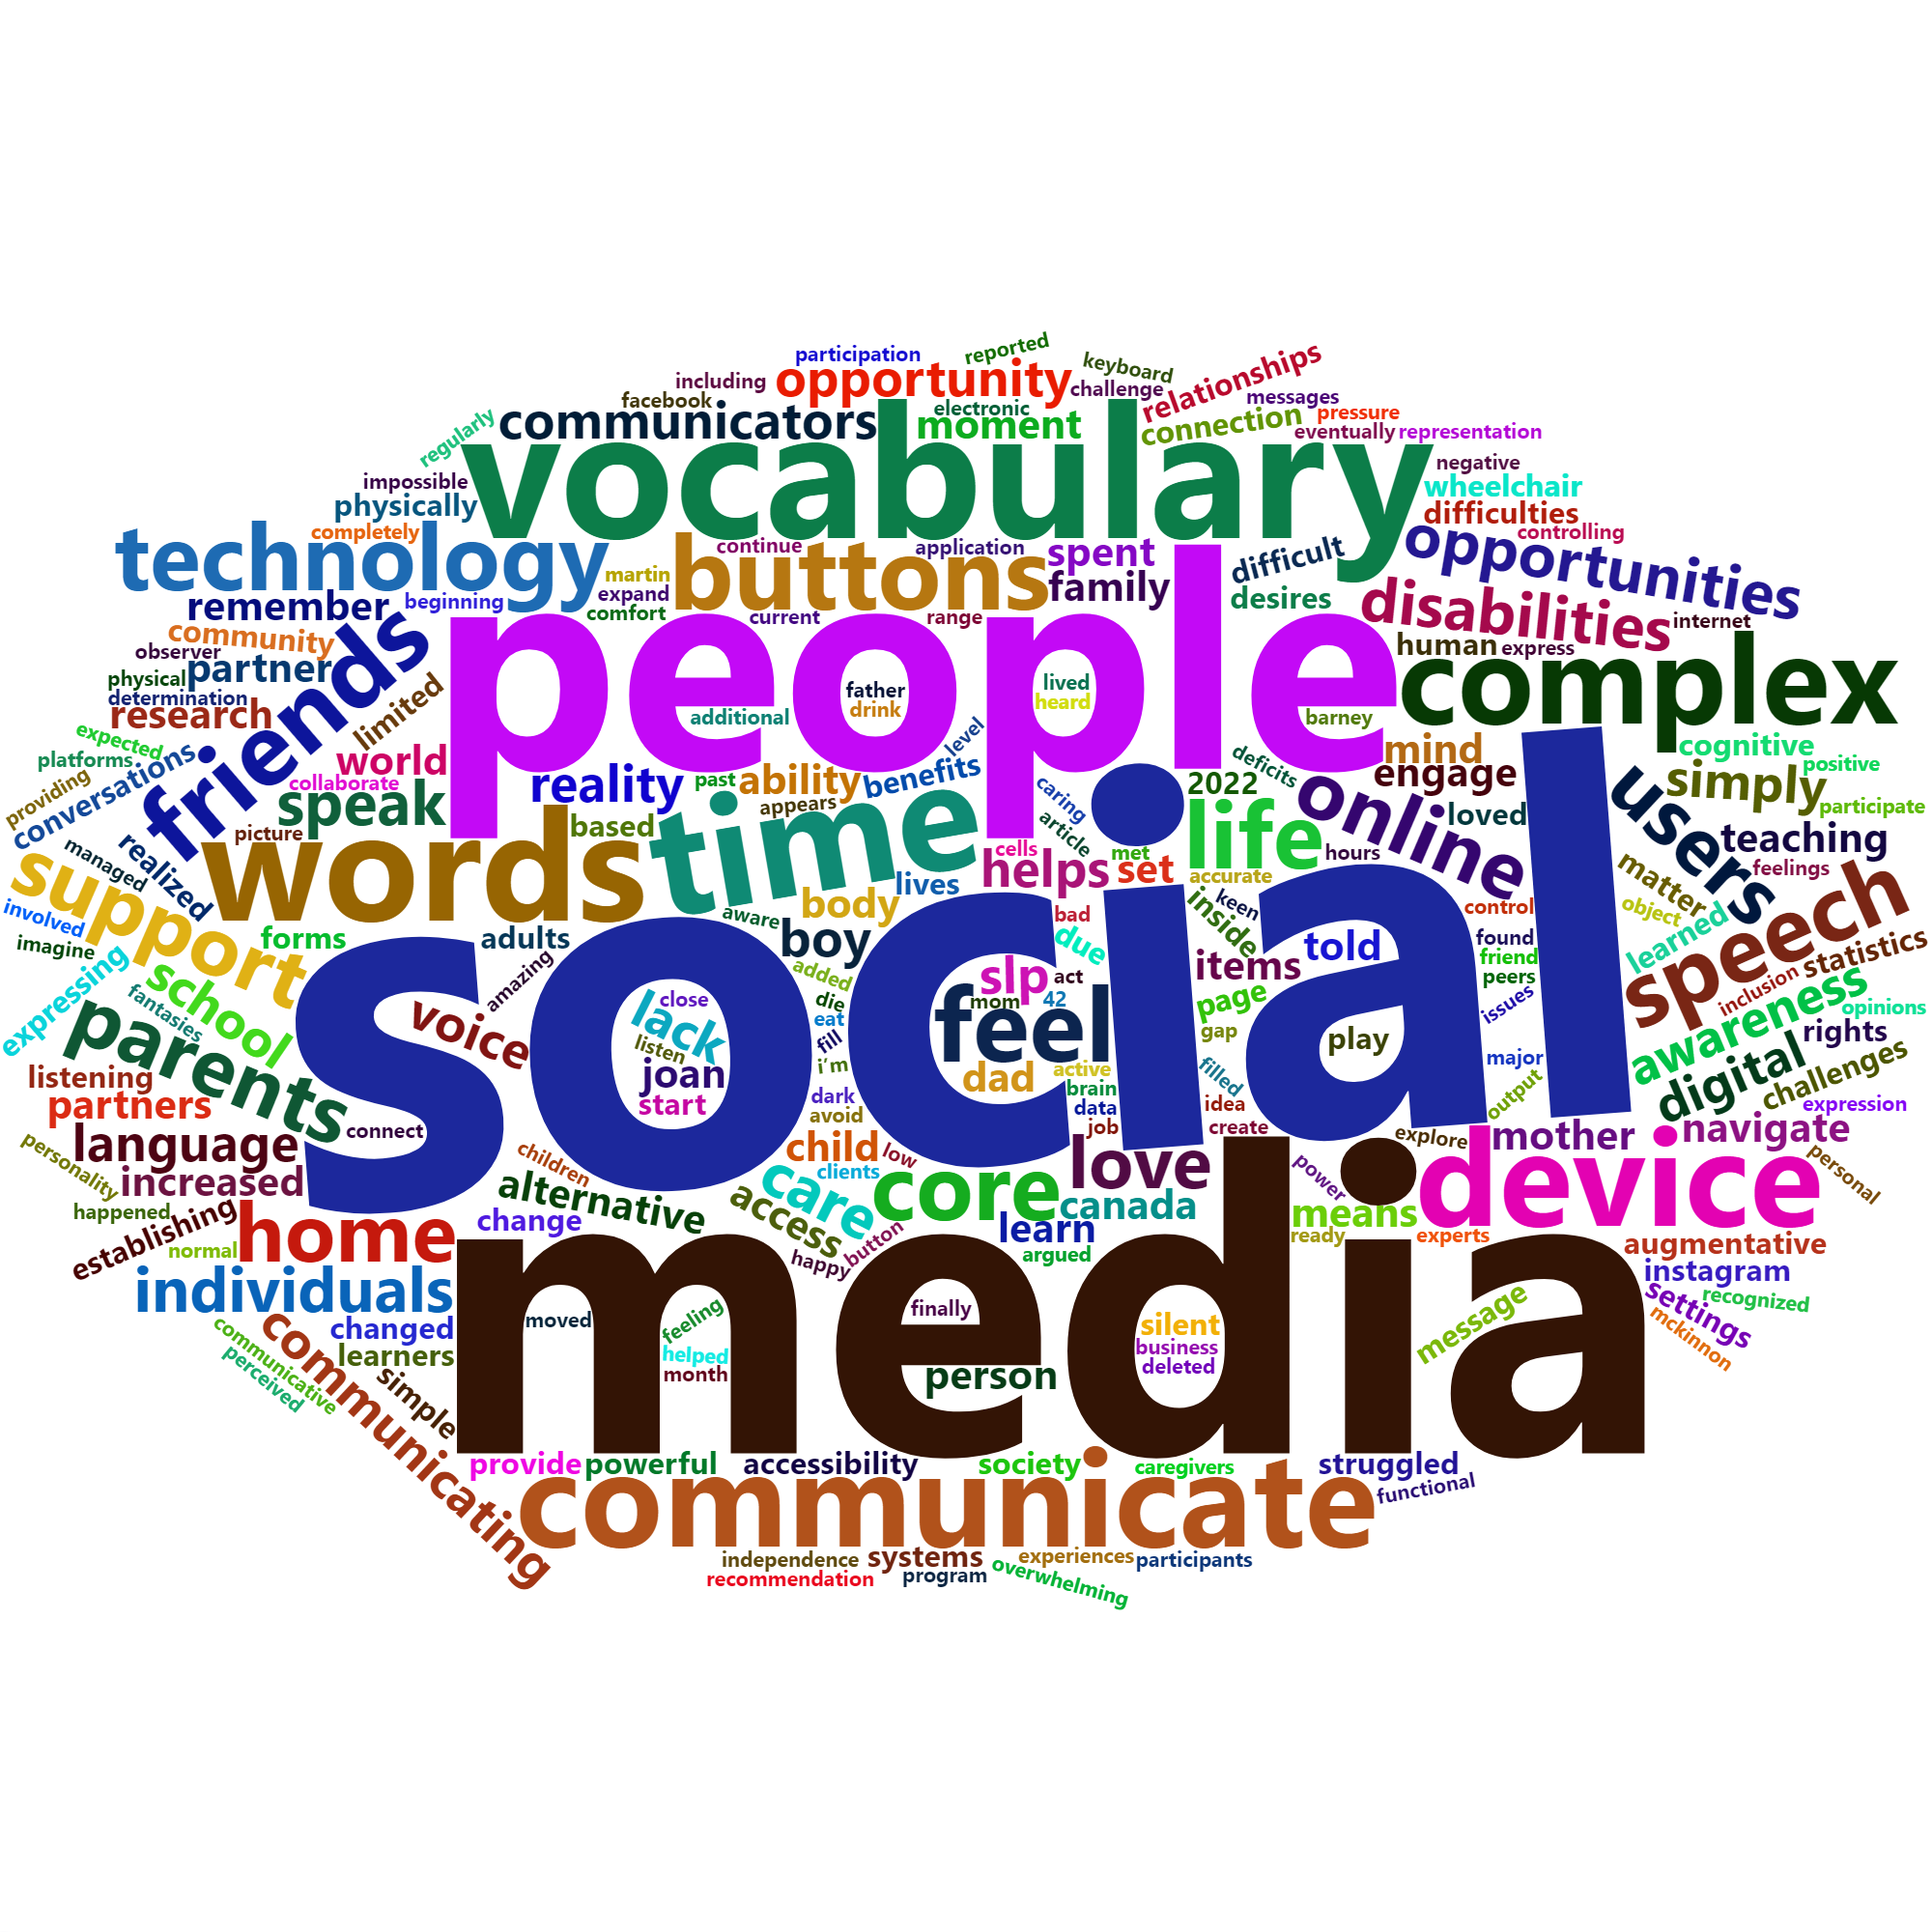 participation
reported
including
opportunity
keyboard
challenge
relationships
facebook
communicators
electronic
moment
connection
messages
pressure
regularly
eventually
representation
vocabulary
impossible
physically
negative
wheelchair
difficulties
controlling
technology
completely
continue
application
buttons
spent
difficult
opportunities
martin
expand
comfort
family
desires
disabilities
internet
remember
beginning
current
range
community
observer
partner
friends
people
human
express
complex
physical
determination
research
limited
father
drink
lived
heard
additional
barney
level
expected
platforms
conversations
providing
world
collaborate
speak
reality
past
ability
benefits
appears
caring
2022
deficits
mind
engage
cognitive
positive
simply
participate
picture
words
based
time
article
cells
met
life
hours
online
loved
users
teaching
feelings
managed
realized
support
helps
set
accurate
lives
body
aware
bad
due
keen
inside
control
matter
object
learned
speech
involved
imagine
forms
adults
boy
told
found
friend
peers
statistics
inclusion
expressing
school
fantasies
amazing
added
close
slp
act
items
page
issues
awareness
opinions
parents
voice
lack
listen
joan
start
die
eat
fill
i'm
mom
42
feel
dad
active
gap
play
rights
social
major
digital
challenges
listening
partners
dark
avoid
brain
data
job
filled
idea
create
output
expression
connect
language
personality
increased
children
child
low
clients
love
explore
mother
navigate
personal
happened
establishing
alternative
change
access
care
core
canada
power
means
device
normal
home
button
happy
learn
argued
ready
experts
augmentative
individuals
instagram
recognized
settings
mckinnon
changed
learners
communicative
perceived
simple
communicating
moved
feeling
helped
month
finally
person
silent
business
deleted
message
media
provide
powerful
accessibility
society
caregivers
struggled
functional
communicate
independence
systems
experiences
participants
recommendation
program
overwhelming